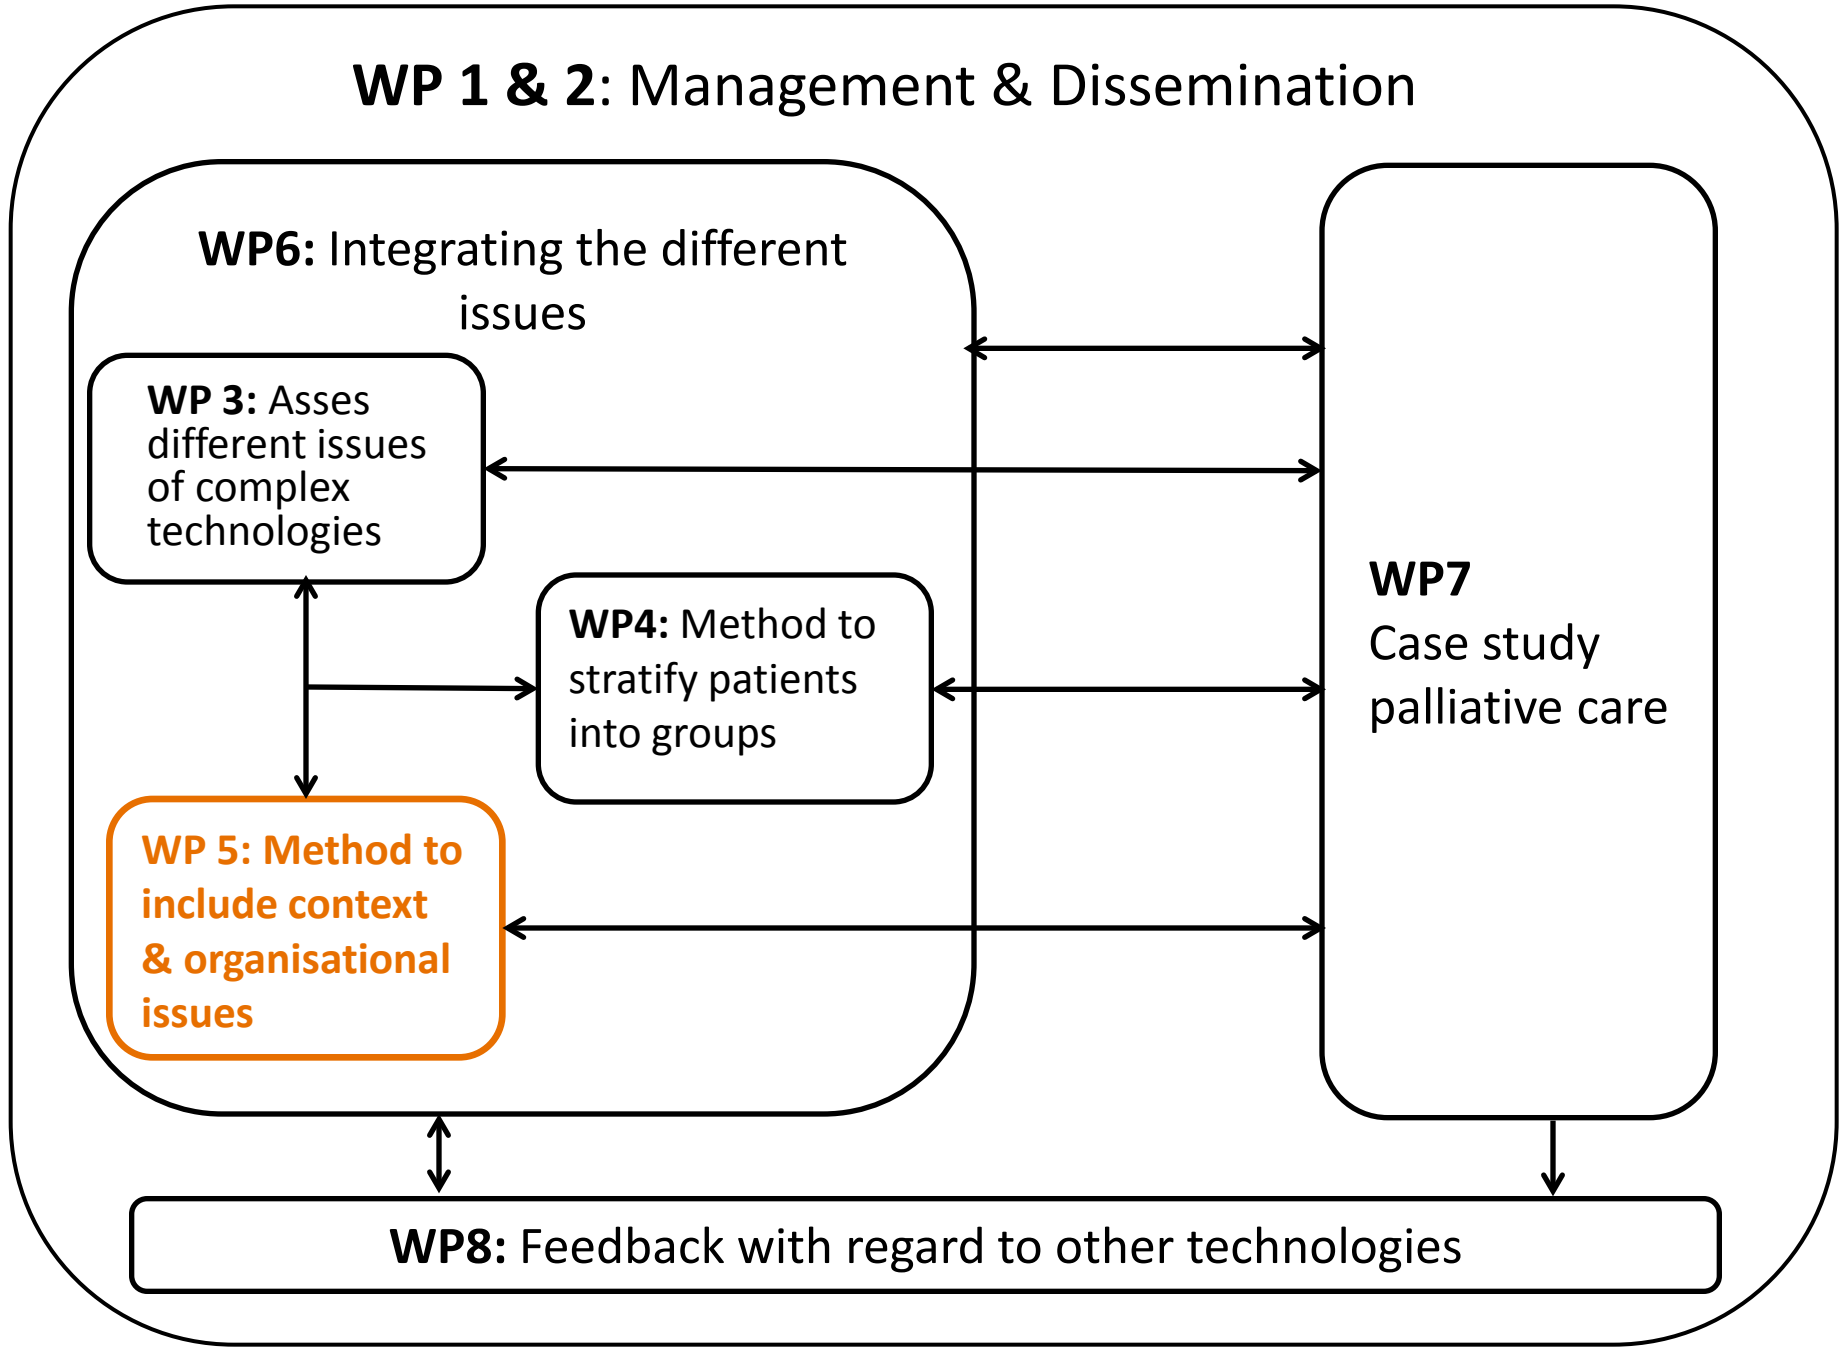 WP 1 & 2: Management & Dissemination
WP6: Integrating the different
issues
WP 3: Asses
different issues
of complex
technologies
WP4: Method to
stratify patients
into groups
WP 5: Method to
include context
& organisational
issues
WP7
Case study
palliative care
WP8: Feedback with regard to other technologies